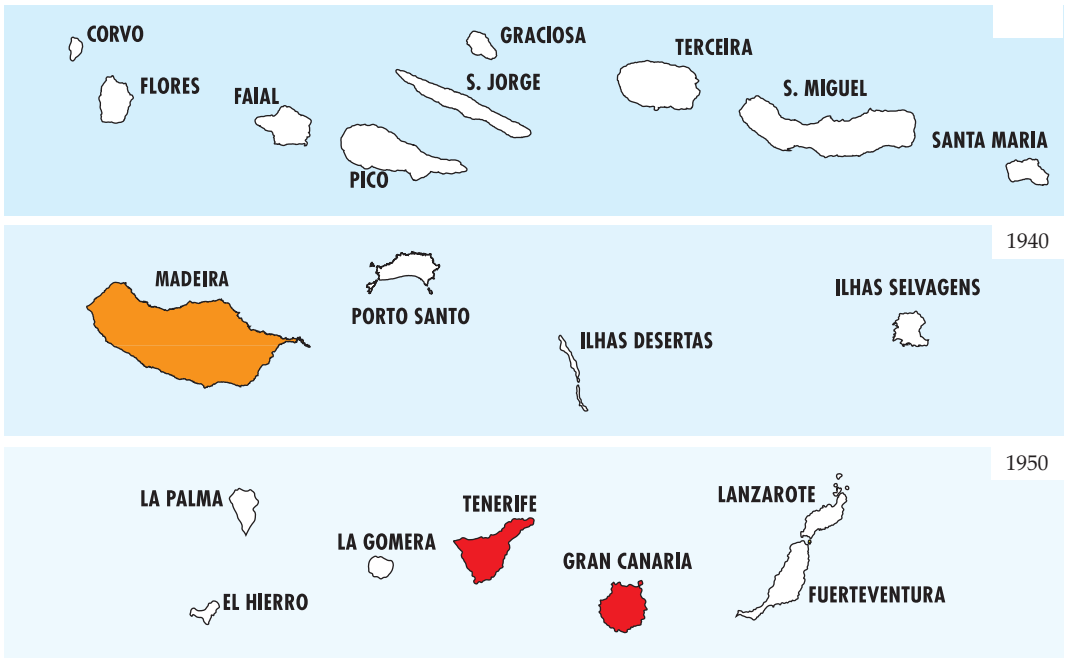 CORVO
FLORES
FAIAL
PICO
GRACIOSA
S. JORGE
TERCEIRA
S. MIGUEL
SANTA MARIA
1940
MADEIRA
PORTO SANTO
ILHAS DESERTAS
ILHAS SELVAGENS
1950
LA PALMA
EL HIERRO
LA GOMERA
TENERIFE
GRAN CANARIA
LANZAROTE
FUERTEVENTURA